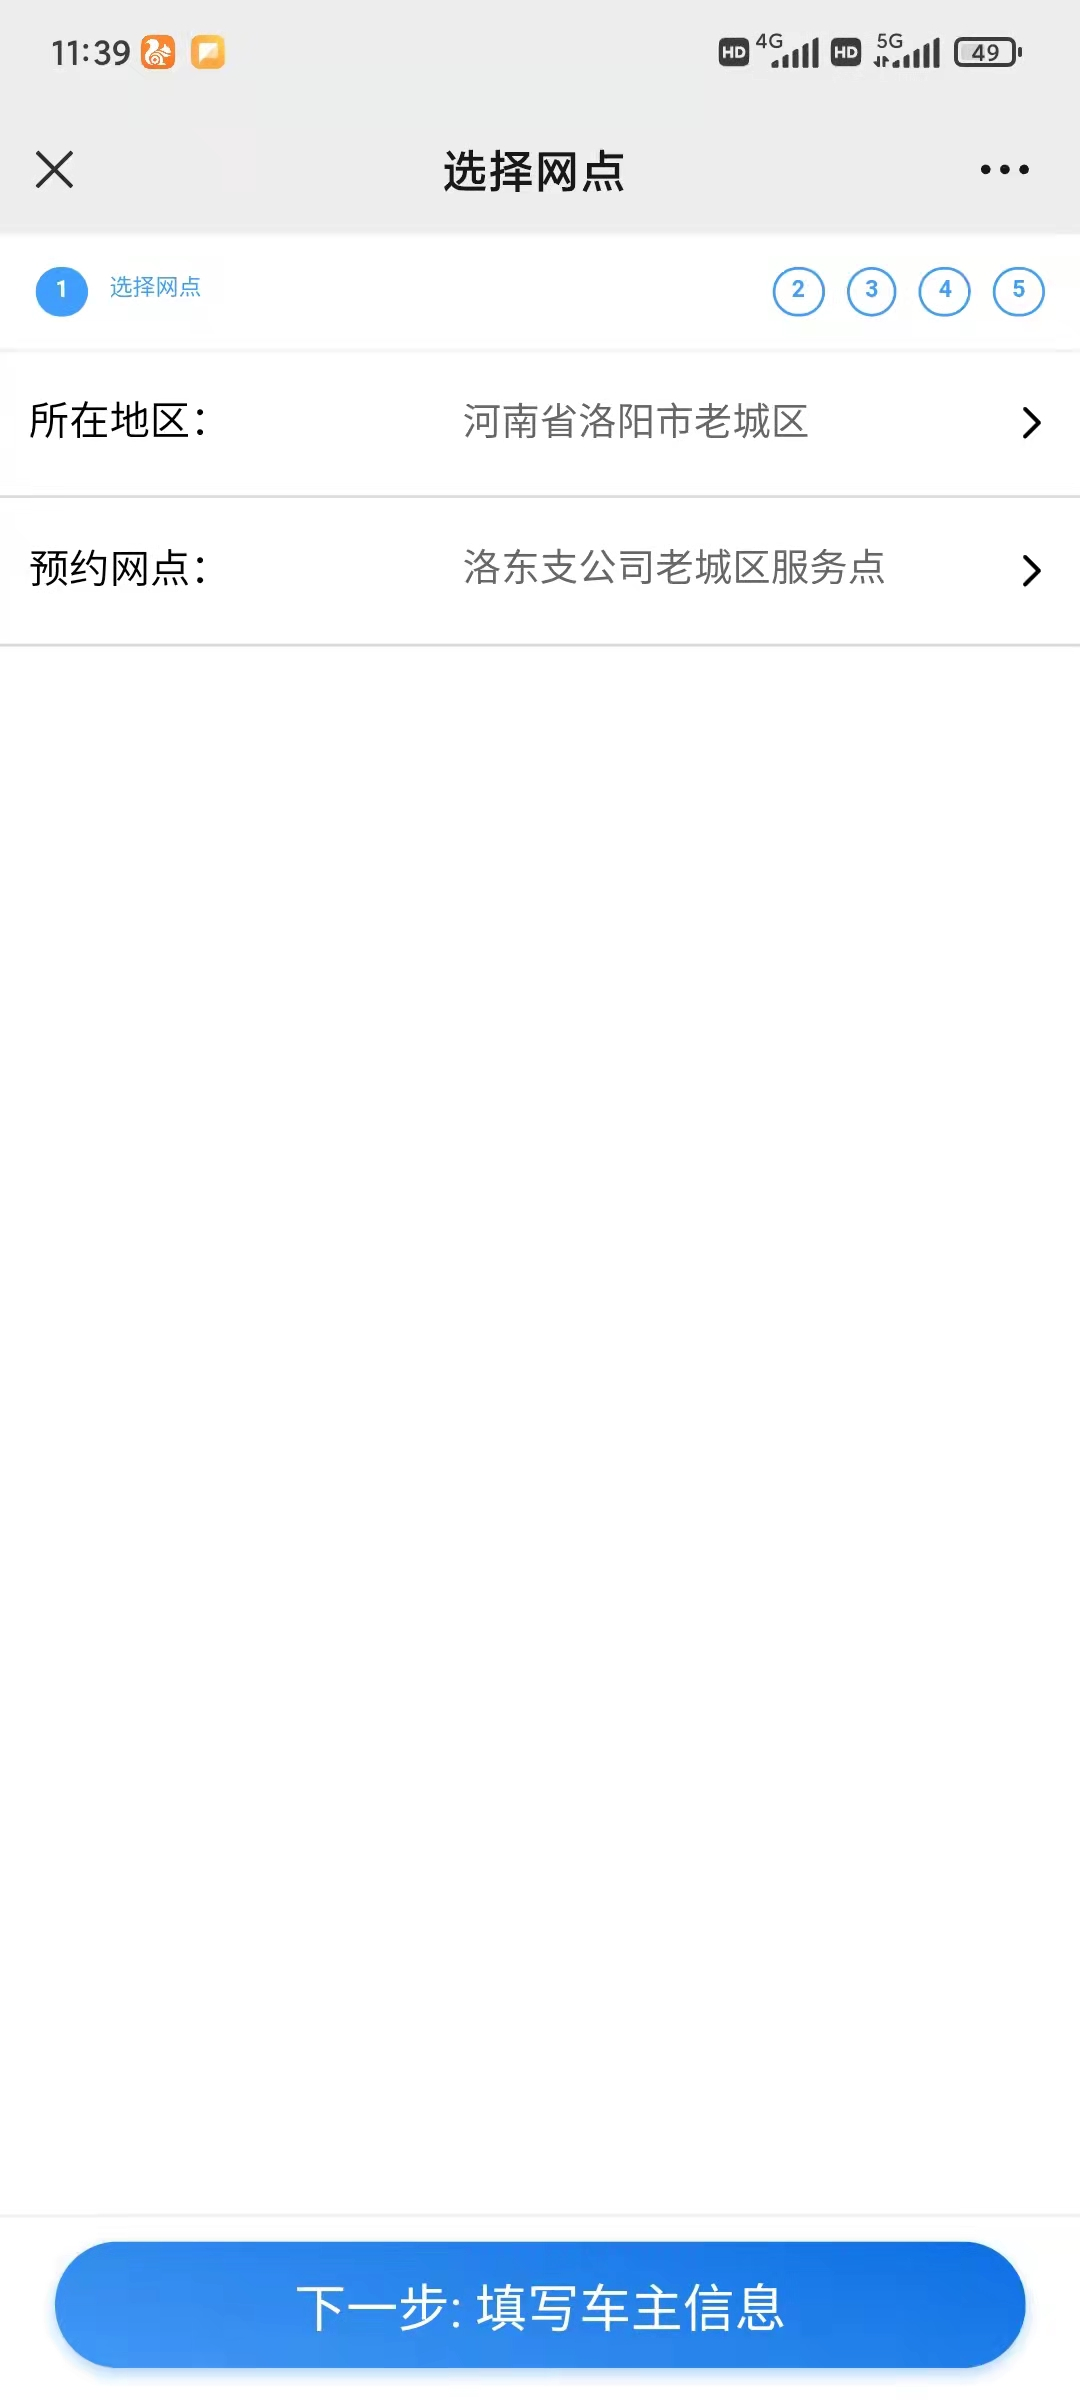 11:39 HD 4G HD 5G 49
选择网点
1 选择网点 2 3 4 5
所在地区： 河南省洛阳市老城区
预约网点： 洛东支公司老城区服务点
下一步: 填写车主信息